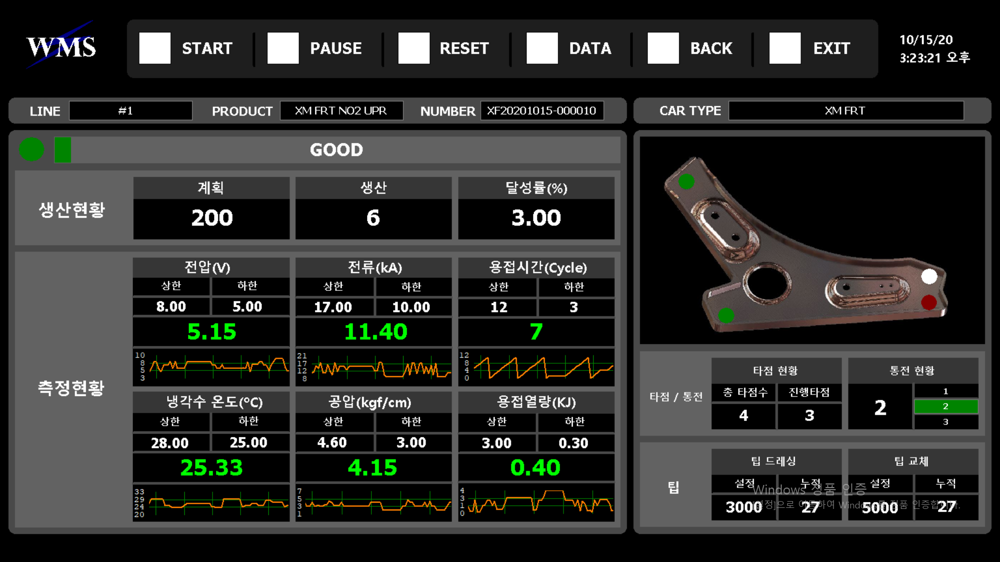 WMS
START PAUSE RESET DATA BACK EXIT
10/15/20
3:23:21 오후
LINE #1 PRODUCT XM FRT NO2 UPR NUMBER XF20201015-000010
CAR TYPE XM FRT
GOOD
생산현황
계획 생산 달성률(%)
200 6 3.00
측정현황
전압(V) 전류(kA) 용접시간(Cycle)
상한 하한 상한 하한 상한 하한
8.00 5.00 17.00 10.00 12 3
5.15 11.40 7
10 21 12
8 17 8
5 12 4
3 8 0
냉각수 온도(℃) 공압(kgf/cm) 용접열량(KJ)
상한 하한 상한 하한 상한 하한
28.00 25.00 4.60 3.00 3.00 0.30
25.33 4.15 0.40
33 7 4
29 5 3
24 3 1
20 1 0
타점 / 통전
타점 현황 통전 현황
총 타점수 진행타점
4 3 2
1
2
3
팁
팁 드레싱 팁 교체
설정 누적 설정 누적
3000 27 5000 27
Windows 정품 인증
[설정]으로 이동하여 Windows를 정품 인증합니다.